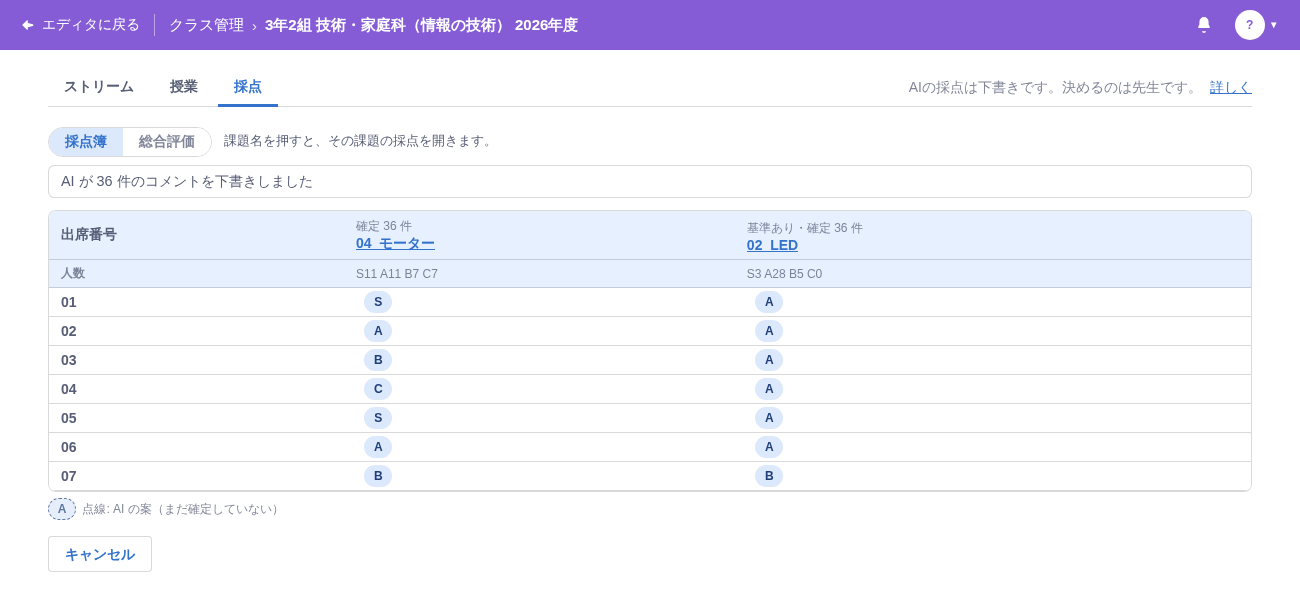 エディタに戻る クラス管理 › 3年2組 技術・家庭科（情報の技術） 2026年度 ? ▾
ストリーム 授業 採点 AIの採点は下書きです。決めるのは先生です。 詳しく
採点簿 総合評価 課題名を押すと、その課題の採点を開きます。
AI が 36 件のコメントを下書きしました
出席番号 確定 36 件 基準あり・確定 36 件
04_モーター 02_LED
人数 S11 A11 B7 C7 S3 A28 B5 C0
01 S A
02 A A
03 B A
04 C A
05 S A
06 A A
07 B B
A 点線: AI の案（まだ確定していない）
キャンセル